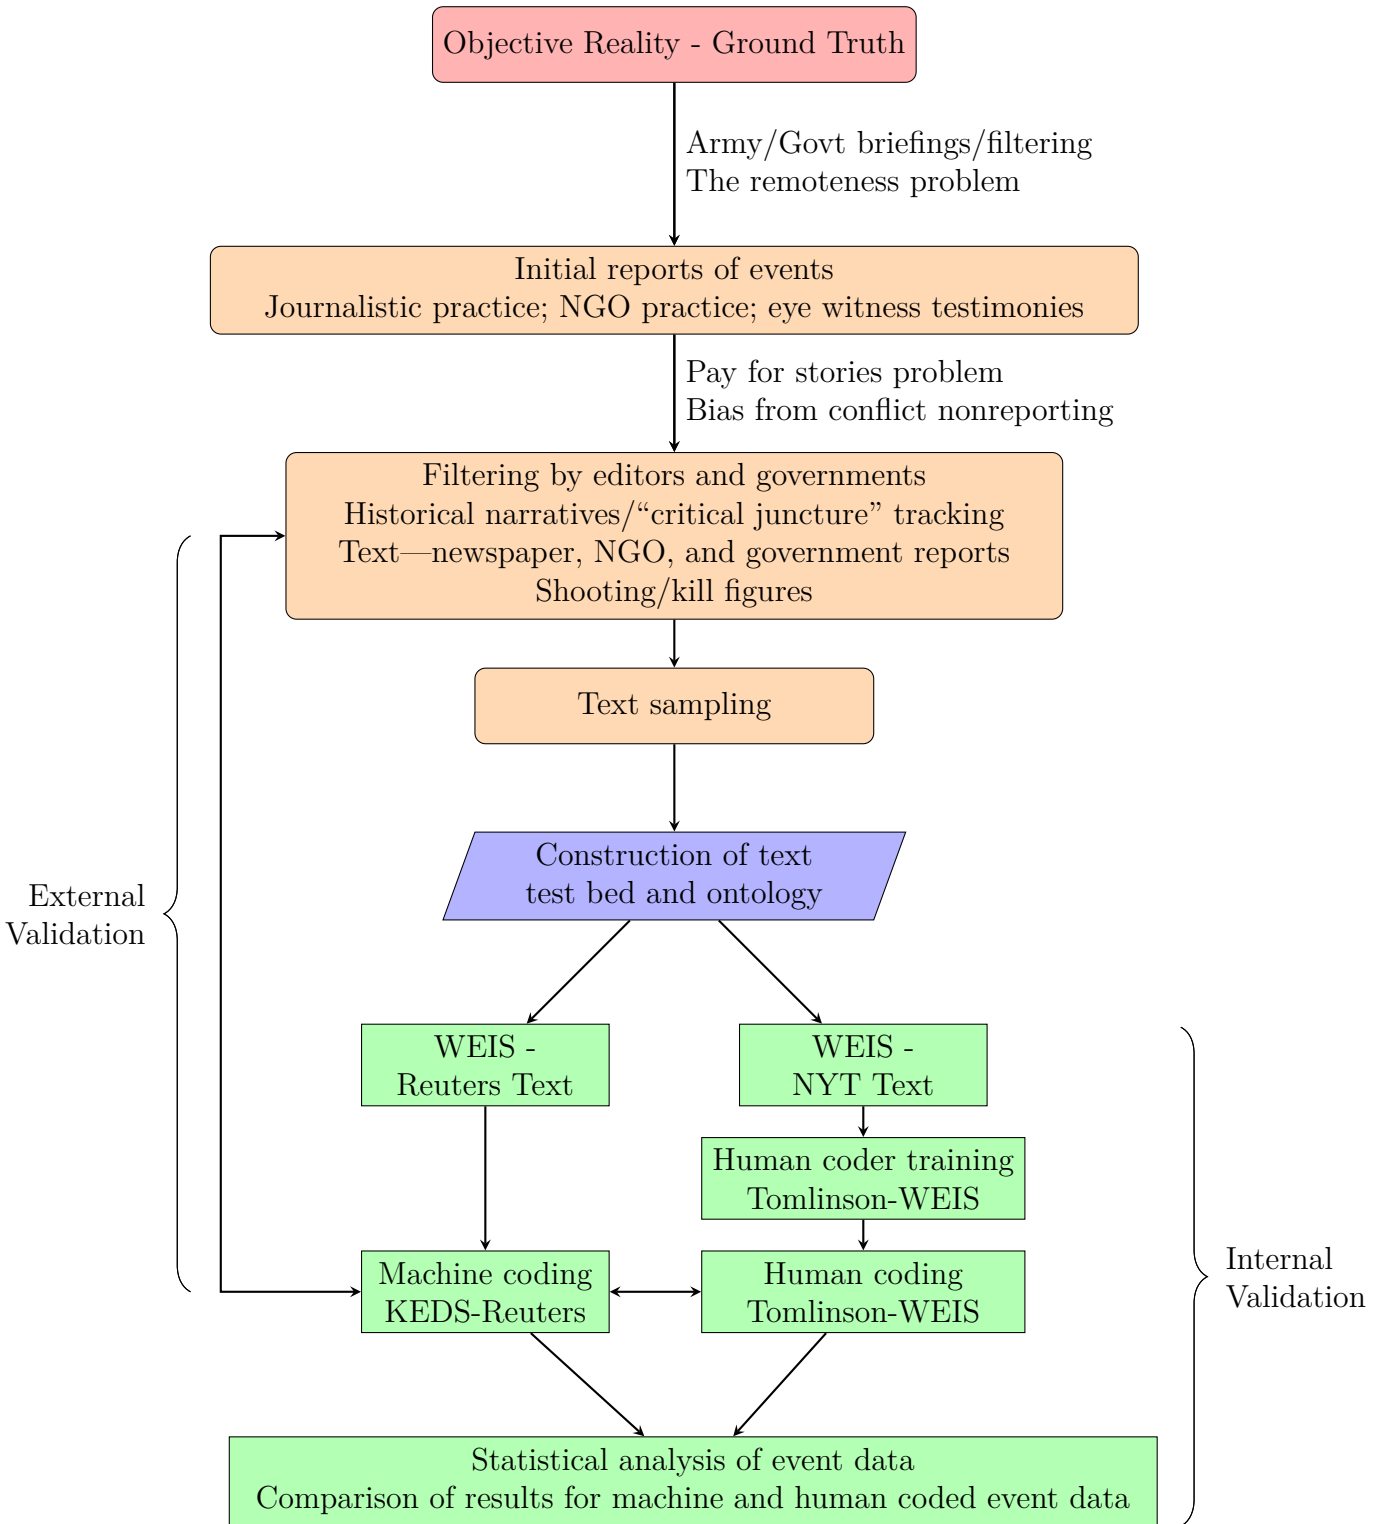 Objective Reality - Ground Truth
Army/Govt briefings/filtering
The remoteness problem
Initial reports of events
Journalistic practice; NGO practice; eye witness testimonies
Pay for stories problem
Bias from conflict nonreporting
Filtering by editors and governments
Historical narratives/“critical juncture” tracking
Text—newspaper, NGO, and government reports
Shooting/kill figures
Text sampling
Construction of text
test bed and ontology
External
Validation
WEIS -
Reuters Text
WEIS -
NYT Text
Human coder training
Tomlinson-WEIS
Machine coding
KEDS-Reuters
Human coding
Tomlinson-WEIS
Internal
Validation
Statistical analysis of event data
Comparison of results for machine and human coded event data